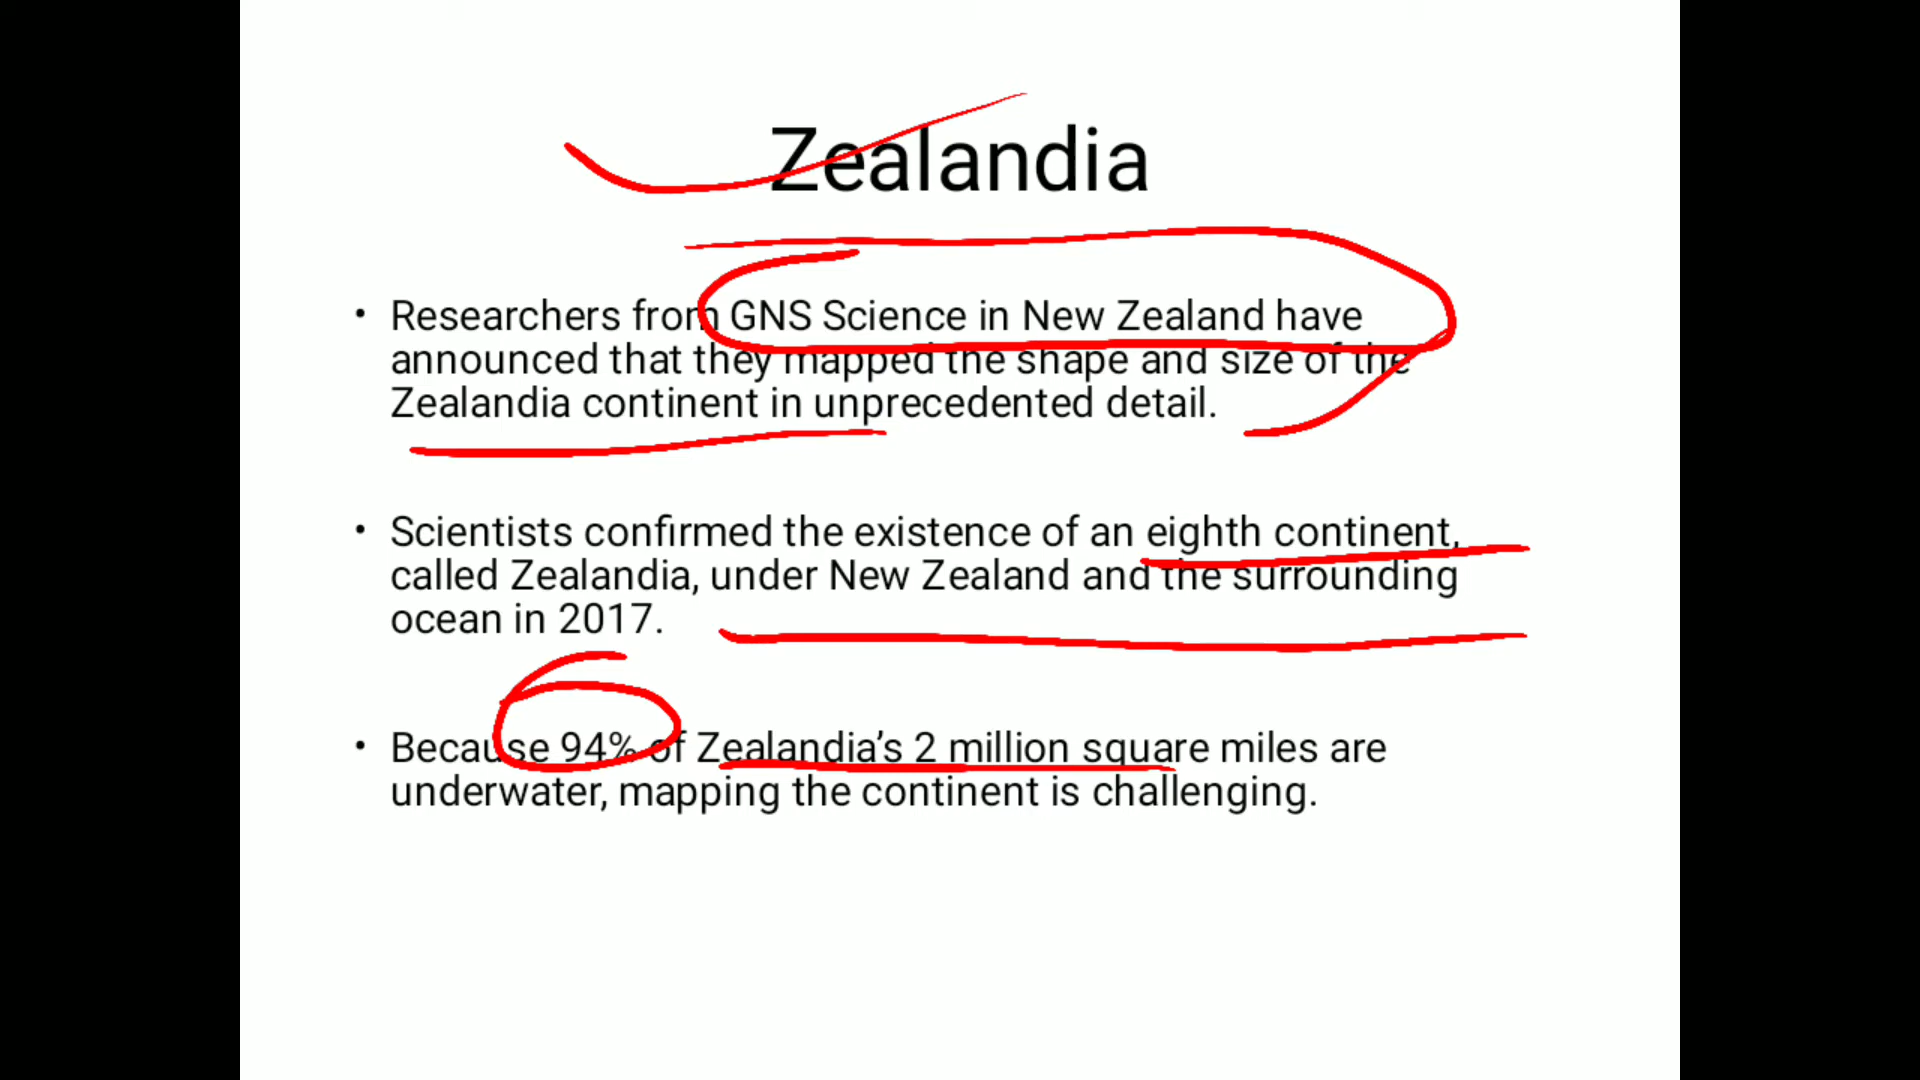 Zealandia
• Researchers from GNS Science in New Zealand have
announced that they mapped the shape and size of the
Zealandia continent in unprecedented detail.
• Scientists confirmed the existence of an eighth continent,
called Zealandia, under New Zealand and the surrounding
ocean in 2017.
• Because 94% of Zealandia’s 2 million square miles are
underwater, mapping the continent is challenging.